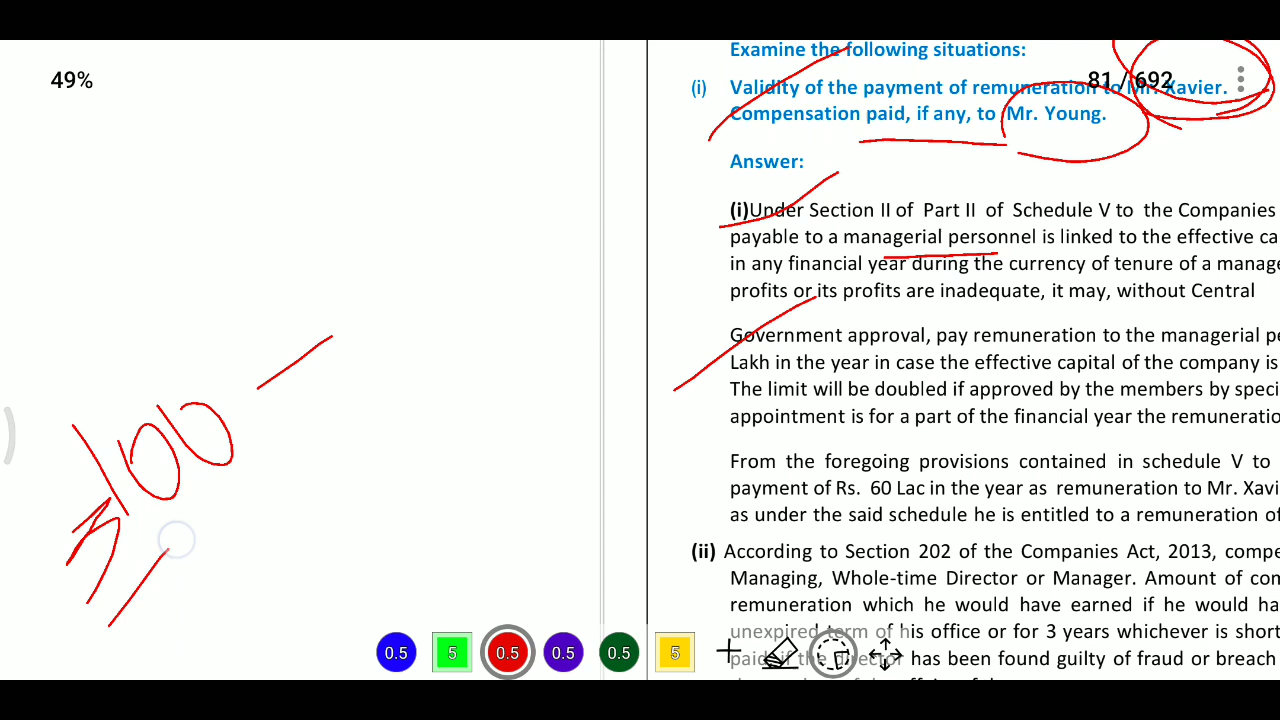 49%
81 / 692
Examine the following situations:
(i) Validity of the payment of remuneration to Mr. Xavier.
Compensation paid, if any, to Mr. Young.
Answer:
(i)Under Section II of Part II of Schedule V to the Companies
payable to a managerial personnel is linked to the effective ca
in any financial year during the currency of tenure of a manage
profits or its profits are inadequate, it may, without Central
Government approval, pay remuneration to the managerial pe
Lakh in the year in case the effective capital of the company is
The limit will be doubled if approved by the members by speci
appointment is for a part of the financial year the remuneratio
From the foregoing provisions contained in schedule V to
payment of Rs. 60 Lac in the year as remuneration to Mr. Xavi
as under the said schedule he is entitled to a remuneration of
(ii) According to Section 202 of the Companies Act, 2013, compe
Managing, Whole-time Director or Manager. Amount of con
remuneration which he would have earned if he would ha
unexpired term of his office or for 3 years whichever is short
paid if the director has been found guilty of fraud or breach
100
0.5 5 0.5 0.5 0.5 5